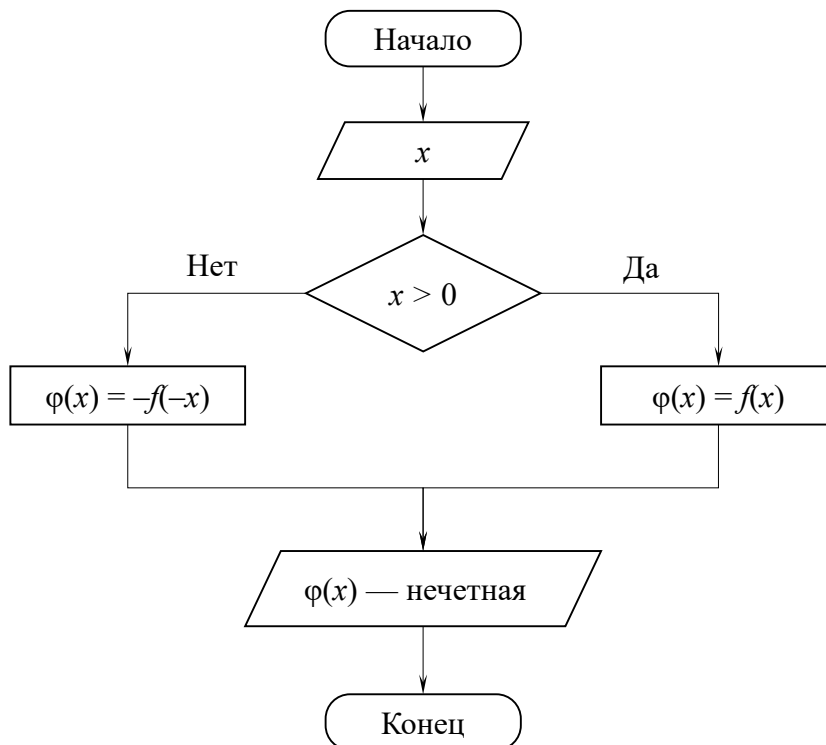 Начало
x
Нет
Да
x > 0
φ(x) = –f(–x)
φ(x) = f(x)
φ(x) — нечетная
Конец